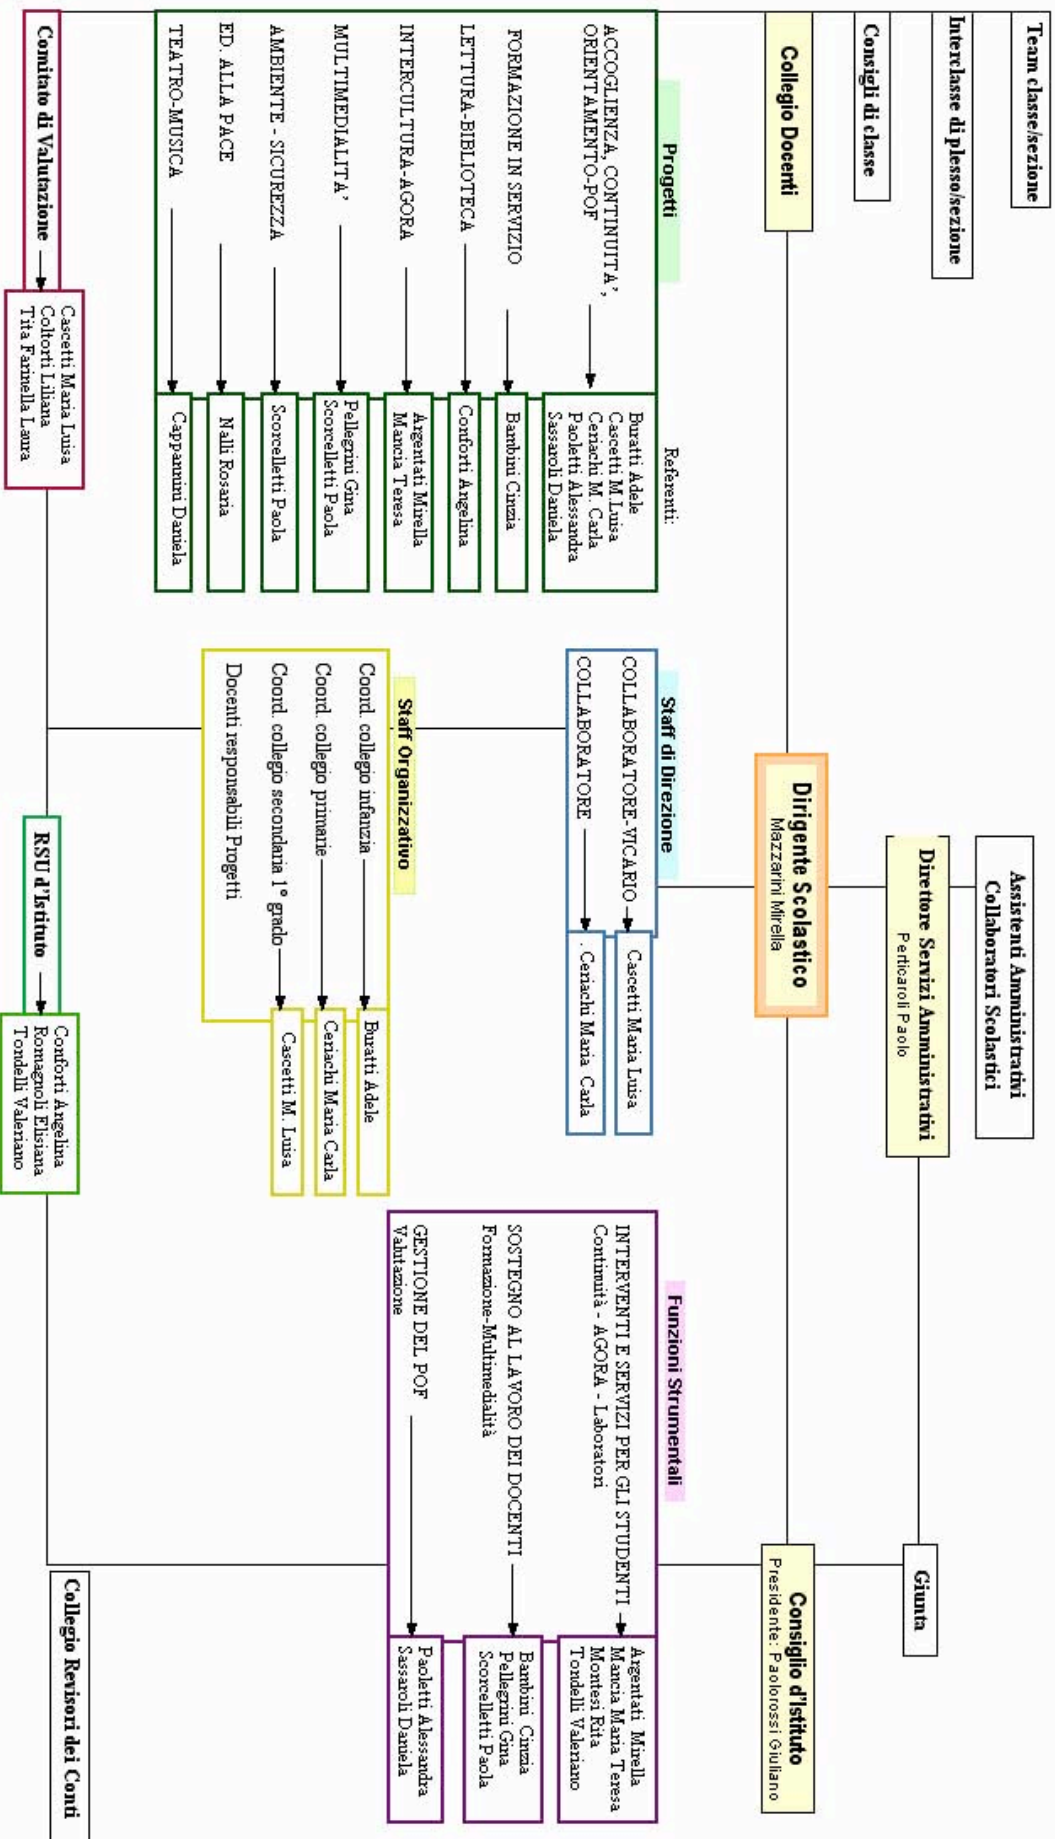 Team classe/sezione
Interclasse di plesso/sezione
Consigli di classe
Assistenti Amministrativi
Collaboratori Scolastici
Direttore Servizi Amministrativi
Perticaroli Paolo
Giunta
Collegio Docenti
Dirigente Scolastico
Mazzarini Mirella
Consiglio d'Istituto
Presidente: Paolorossi Giuliano
Progetti
Referenti:
ACCOGLIENZA, CONTINUITA',
ORIENTAMENTO-POF
Buratti Adele
Cascetti M.Luisa
Ceriachi M. Carla
Paoletti Alessandra
Sassaroli Daniela
FORMAZIONE IN SERVIZIO
Bambini Cinzia
LETTURA-BIBLIOTECA
Conforti Angelina
INTERCULTURA-AGORA
Argentati Mirella
Mancia Teresa
MULTIMEDIALITA'
Pellegrini Gina
Scorcelletti Paola
AMBIENTE - SICUREZZA
Scorcelletti Paola
ED. ALLA PACE
Nalli Rosaria
TEATRO-MUSICA
Cappannini Daniela
Staff di Direzione
COLLABORATORE-VICARIO
Cascetti Maria Luisa
COLLABORATORE
. Ceriachi Maria Carla
Staff Organizzativo
Coord. collegio infanzia
Buratti Adele
Coord. collegio primarie
Ceriachi Maria Carla
Coord. collegio secondaria 1° grado
Cascetti M. Luisa
Docenti responsabili Progetti
Funzioni Strumentali
INTERVENTI E SERVIZI PER GLI STUDENTI
Continuità - AGORA - Laboratori
Argentati Mirella
Mancia Maria Teresa
Montesi Rita
Tondelli Valeriano
SOSTEGNO AL LAVORO DEI DOCENTI
Formazione-Multimedialità
Bambini Cinzia
Pellegrini Gina
Scorcelletti Paola
GESTIONE DEL POF
Valutazione
Paoletti Alessandra
Sassaroli Daniela
Comitato di Valutazione
Cascetti Maria Luisa
Coltorti Liliana
Tita Farinella Laura
RSU d'Istituto
Conforti Angelina
Romagnoli Elisiana
Tondelli Valeriano
Collegio Revisori dei Conti